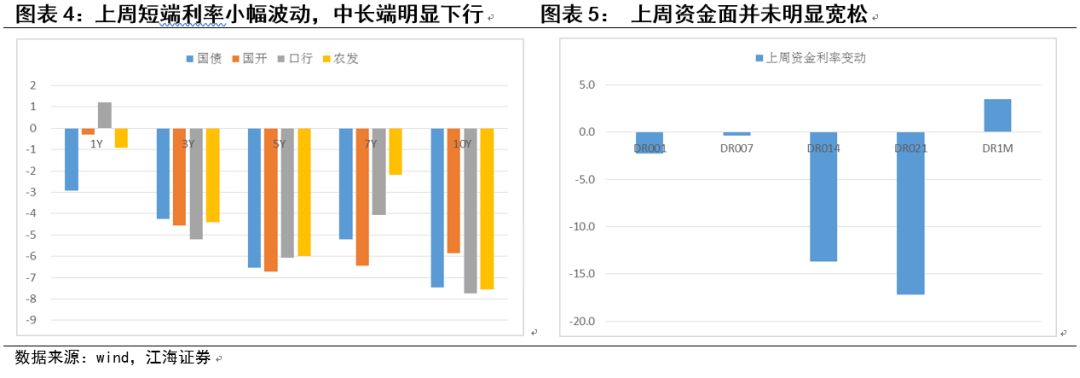 图表 4：上周短端利率小幅波动，中长端明显下行
国债 国开 口行 农发
2
1
0
-1
-2
-3
-4
-5
-6
-7
-8
-9
1Y 3Y 5Y 7Y 10Y
图表 5： 上周资金面并未明显宽松
上周资金利率变动
5.0
0.0
-5.0
-10.0
-15.0
-20.0
DR001 DR007 DR014 DR021 DR1M
数据来源：wind，江海证券